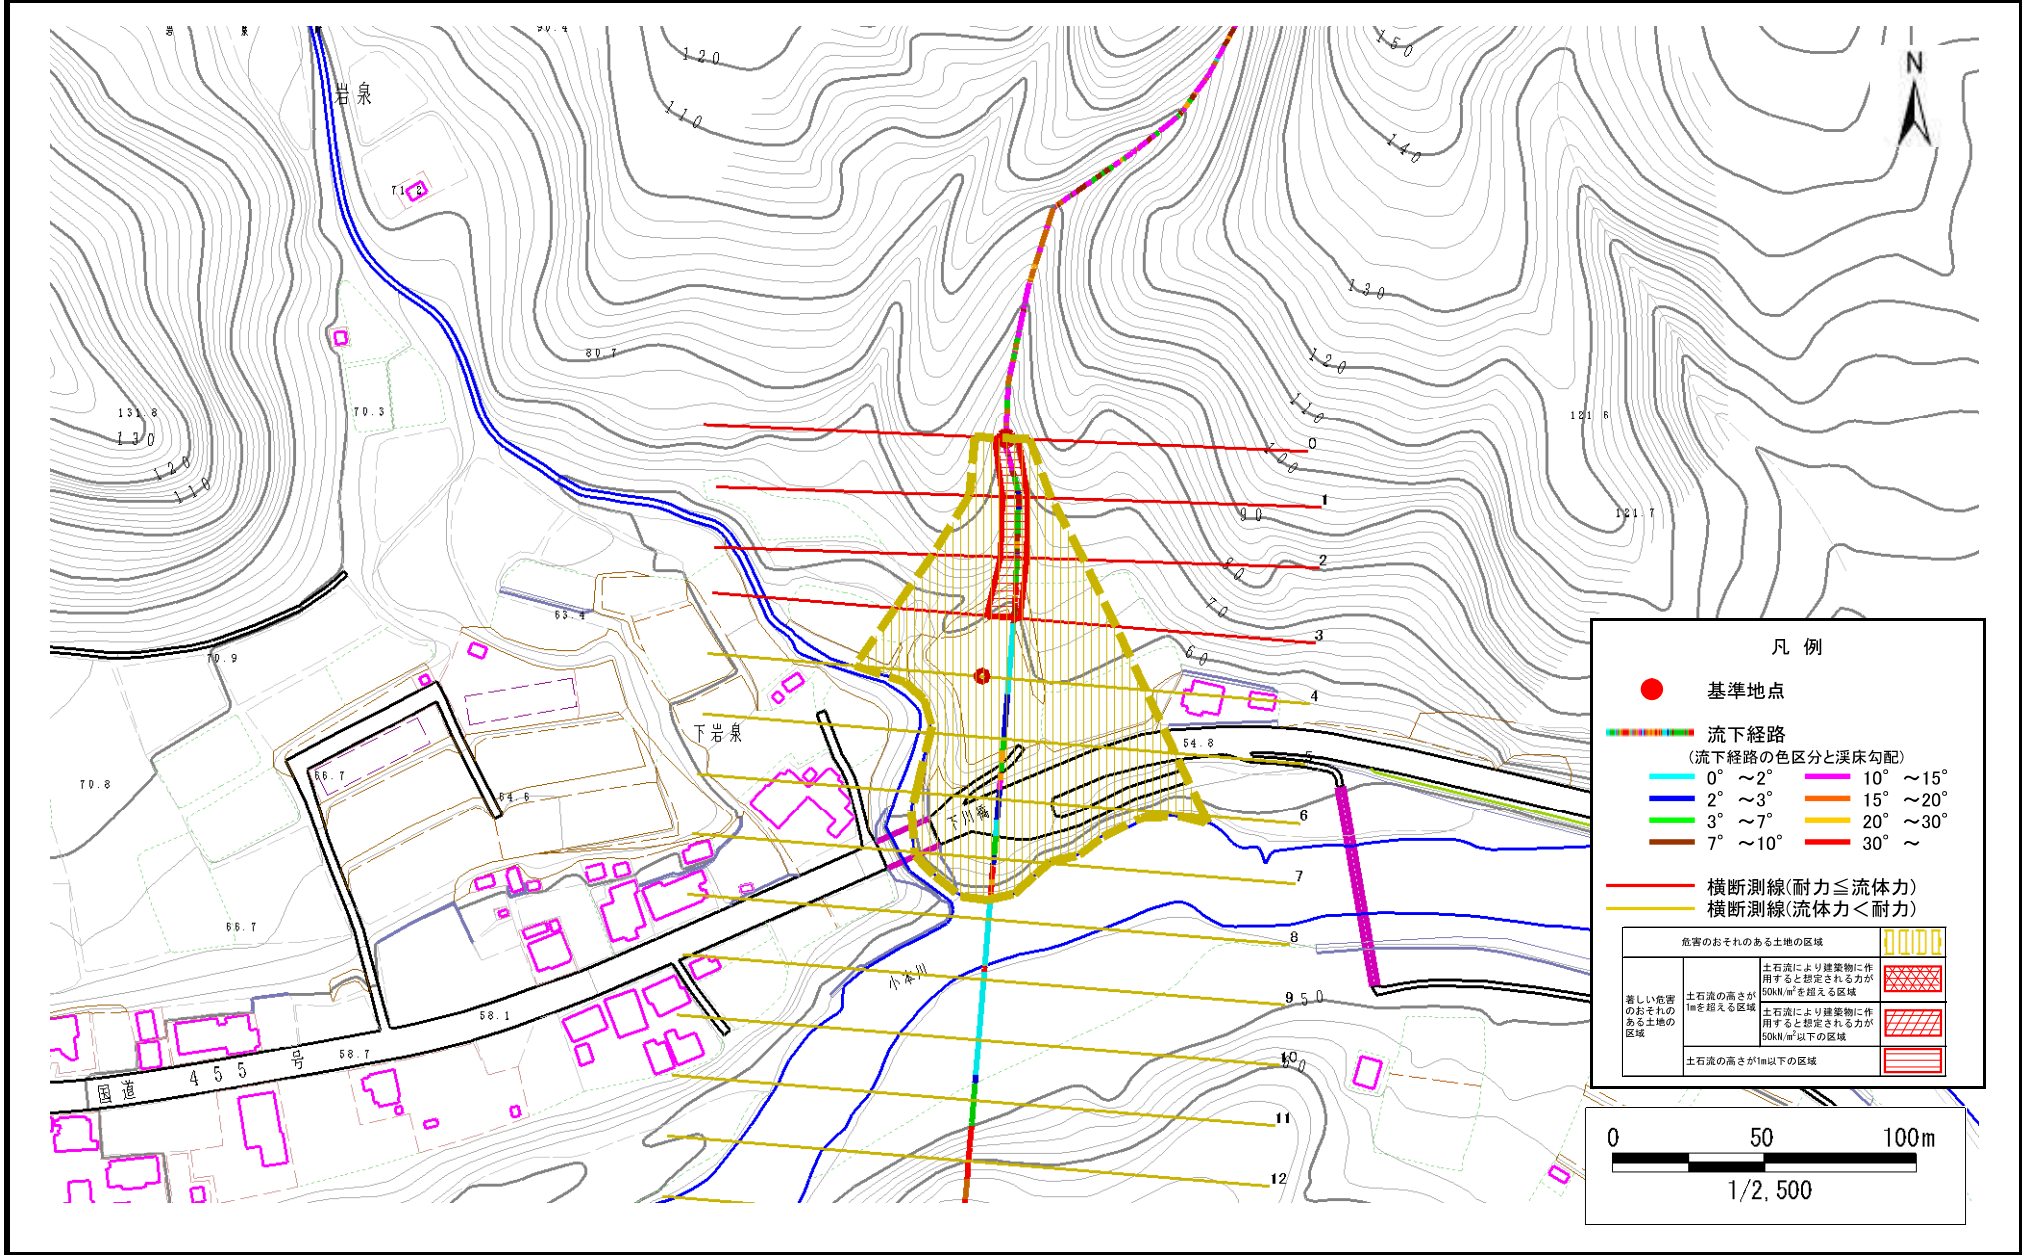 90.4
120
150
N
岩泉
110
140
71.2
130
80.7
120
131.8
130
70.3
110
121.6
0
100
120
110
1
90
121.7
2
80
70
63.4
3
70.9
60
4
下岩泉
54.8
5
66.7
70.8
64.6
下川橋
6
7
66.7
8
小本川
9
50
58.1
58.7
国道 455 号
10
60
11
12
凡 例
基準地点
流下経路
(流下経路の色区分と渓床勾配)
0° ～2° 10° ～15°
2° ～3° 15° ～20°
3° ～7° 20° ～30°
7° ～10° 30° ～
横断測線(耐力≦流体力)
横断測線(流体力＜耐力)
危害のおそれのある土地の区域
著しい危害
のおそれの
ある土地の
区域
土石流の高さが
1mを超える区域
土石流により建築物に作
用すると想定される力が
50kN/m²を超える区域
土石流により建築物に作
用すると想定される力が
50kN/m²以下の区域
土石流の高さが1m以下の区域
0 50 100m
1/2,500